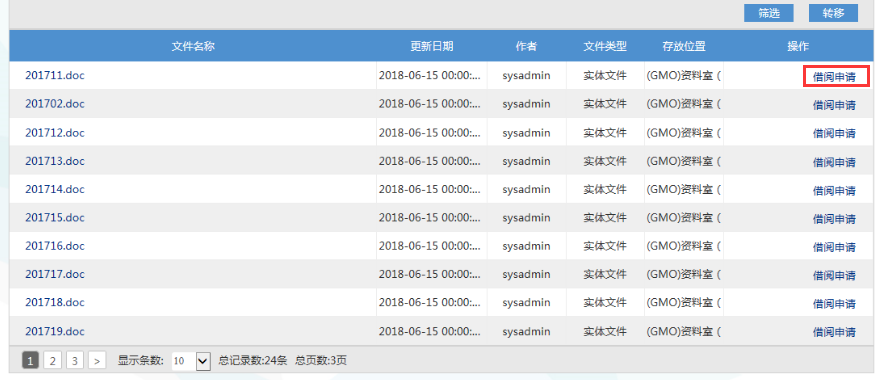 筛选 转移
文件名称 更新日期 作者 文件类型 存放位置 操作
201711.doc 2018-06-15 00:00:... sysadmin 实体文件 (GMO)资料室 ( 借阅申请
201702.doc 2018-06-15 00:00:... sysadmin 实体文件 (GMO)资料室 ( 借阅申请
201712.doc 2018-06-15 00:00:... sysadmin 实体文件 (GMO)资料室 ( 借阅申请
201713.doc 2018-06-15 00:00:... sysadmin 实体文件 (GMO)资料室 ( 借阅申请
201714.doc 2018-06-15 00:00:... sysadmin 实体文件 (GMO)资料室 ( 借阅申请
201715.doc 2018-06-15 00:00:... sysadmin 实体文件 (GMO)资料室 ( 借阅申请
201716.doc 2018-06-15 00:00:... sysadmin 实体文件 (GMO)资料室 ( 借阅申请
201717.doc 2018-06-15 00:00:... sysadmin 实体文件 (GMO)资料室 ( 借阅申请
201718.doc 2018-06-15 00:00:... sysadmin 实体文件 (GMO)资料室 ( 借阅申请
201719.doc 2018-06-15 00:00:... sysadmin 实体文件 (GMO)资料室 ( 借阅申请
1 2 3 > 显示条数: 10 总记录数:24条 总页数:3页